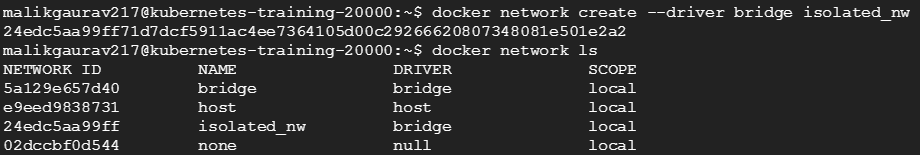 malikgaurav217@kubernetes-training-20000:~$ docker network create --driver bridge isolated_nw
24edc5aa99ff71d7dcf5911ac4ee7364105d00c29266620807348081e501e2a2
malikgaurav217@kubernetes-training-20000:~$ docker network ls
NETWORK ID          NAME                DRIVER              SCOPE
5a129e657d40        bridge              bridge              local
e9eed9838731        host                host                local
24edc5aa99ff        isolated_nw         bridge              local
02dccbf0d544        none                null                local